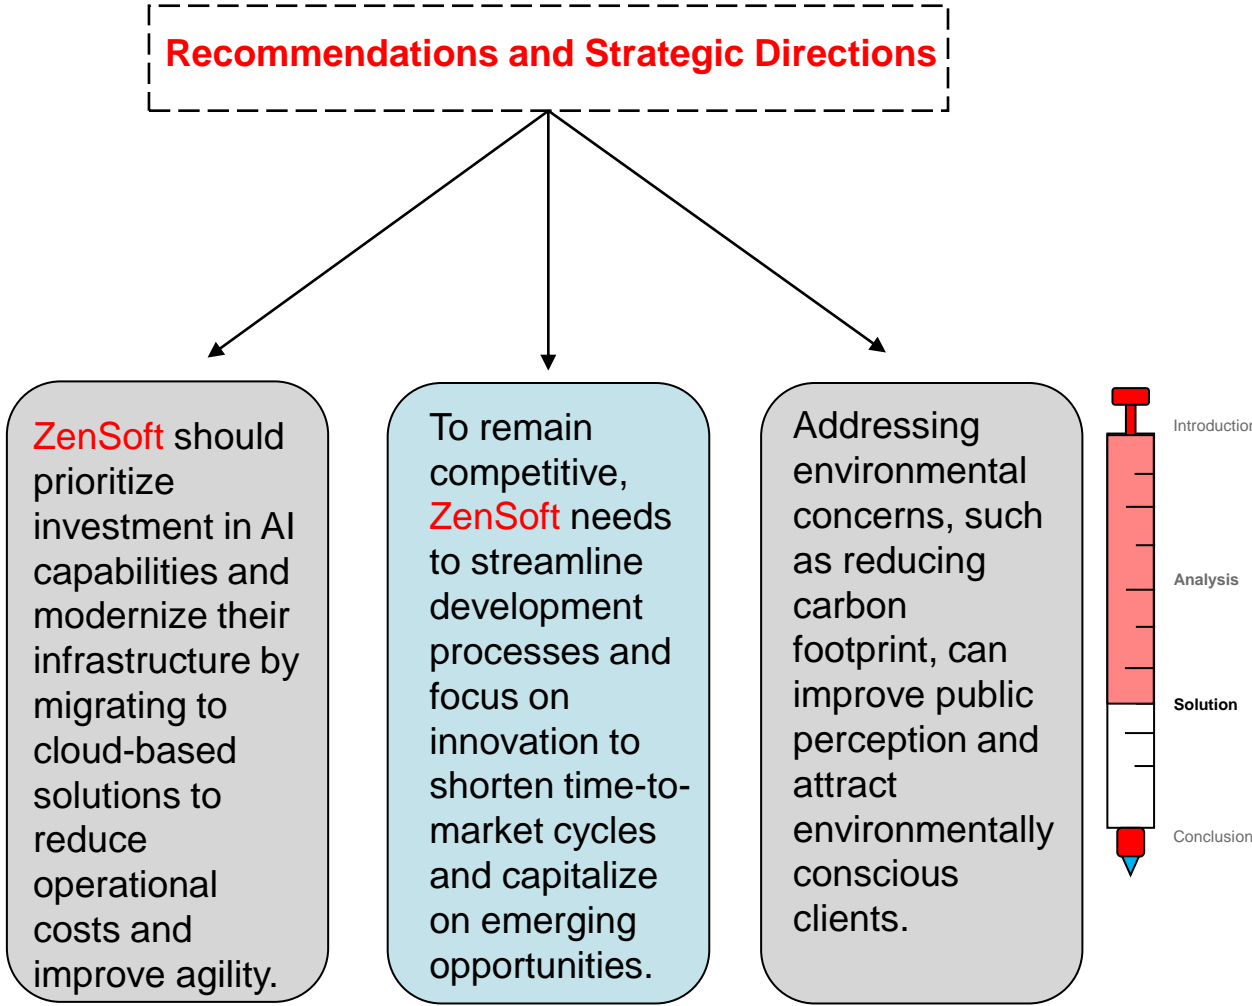 Recommendations and Strategic Directions
ZenSoft should
prioritize
investment in AI
capabilities and
modernize their
infrastructure by
migrating to
cloud-based
solutions to
reduce
operational
costs and
improve agility.
To remain
competitive,
ZenSoft needs
to streamline
development
processes and
focus on
innovation to
shorten time-to-
market cycles
and capitalize
on emerging
opportunities.
Addressing
environmental
concerns, such
as reducing
carbon
footprint, can
improve public
perception and
attract
environmentally
conscious
clients.
Introduction
Analysis
Solution
Conclusion